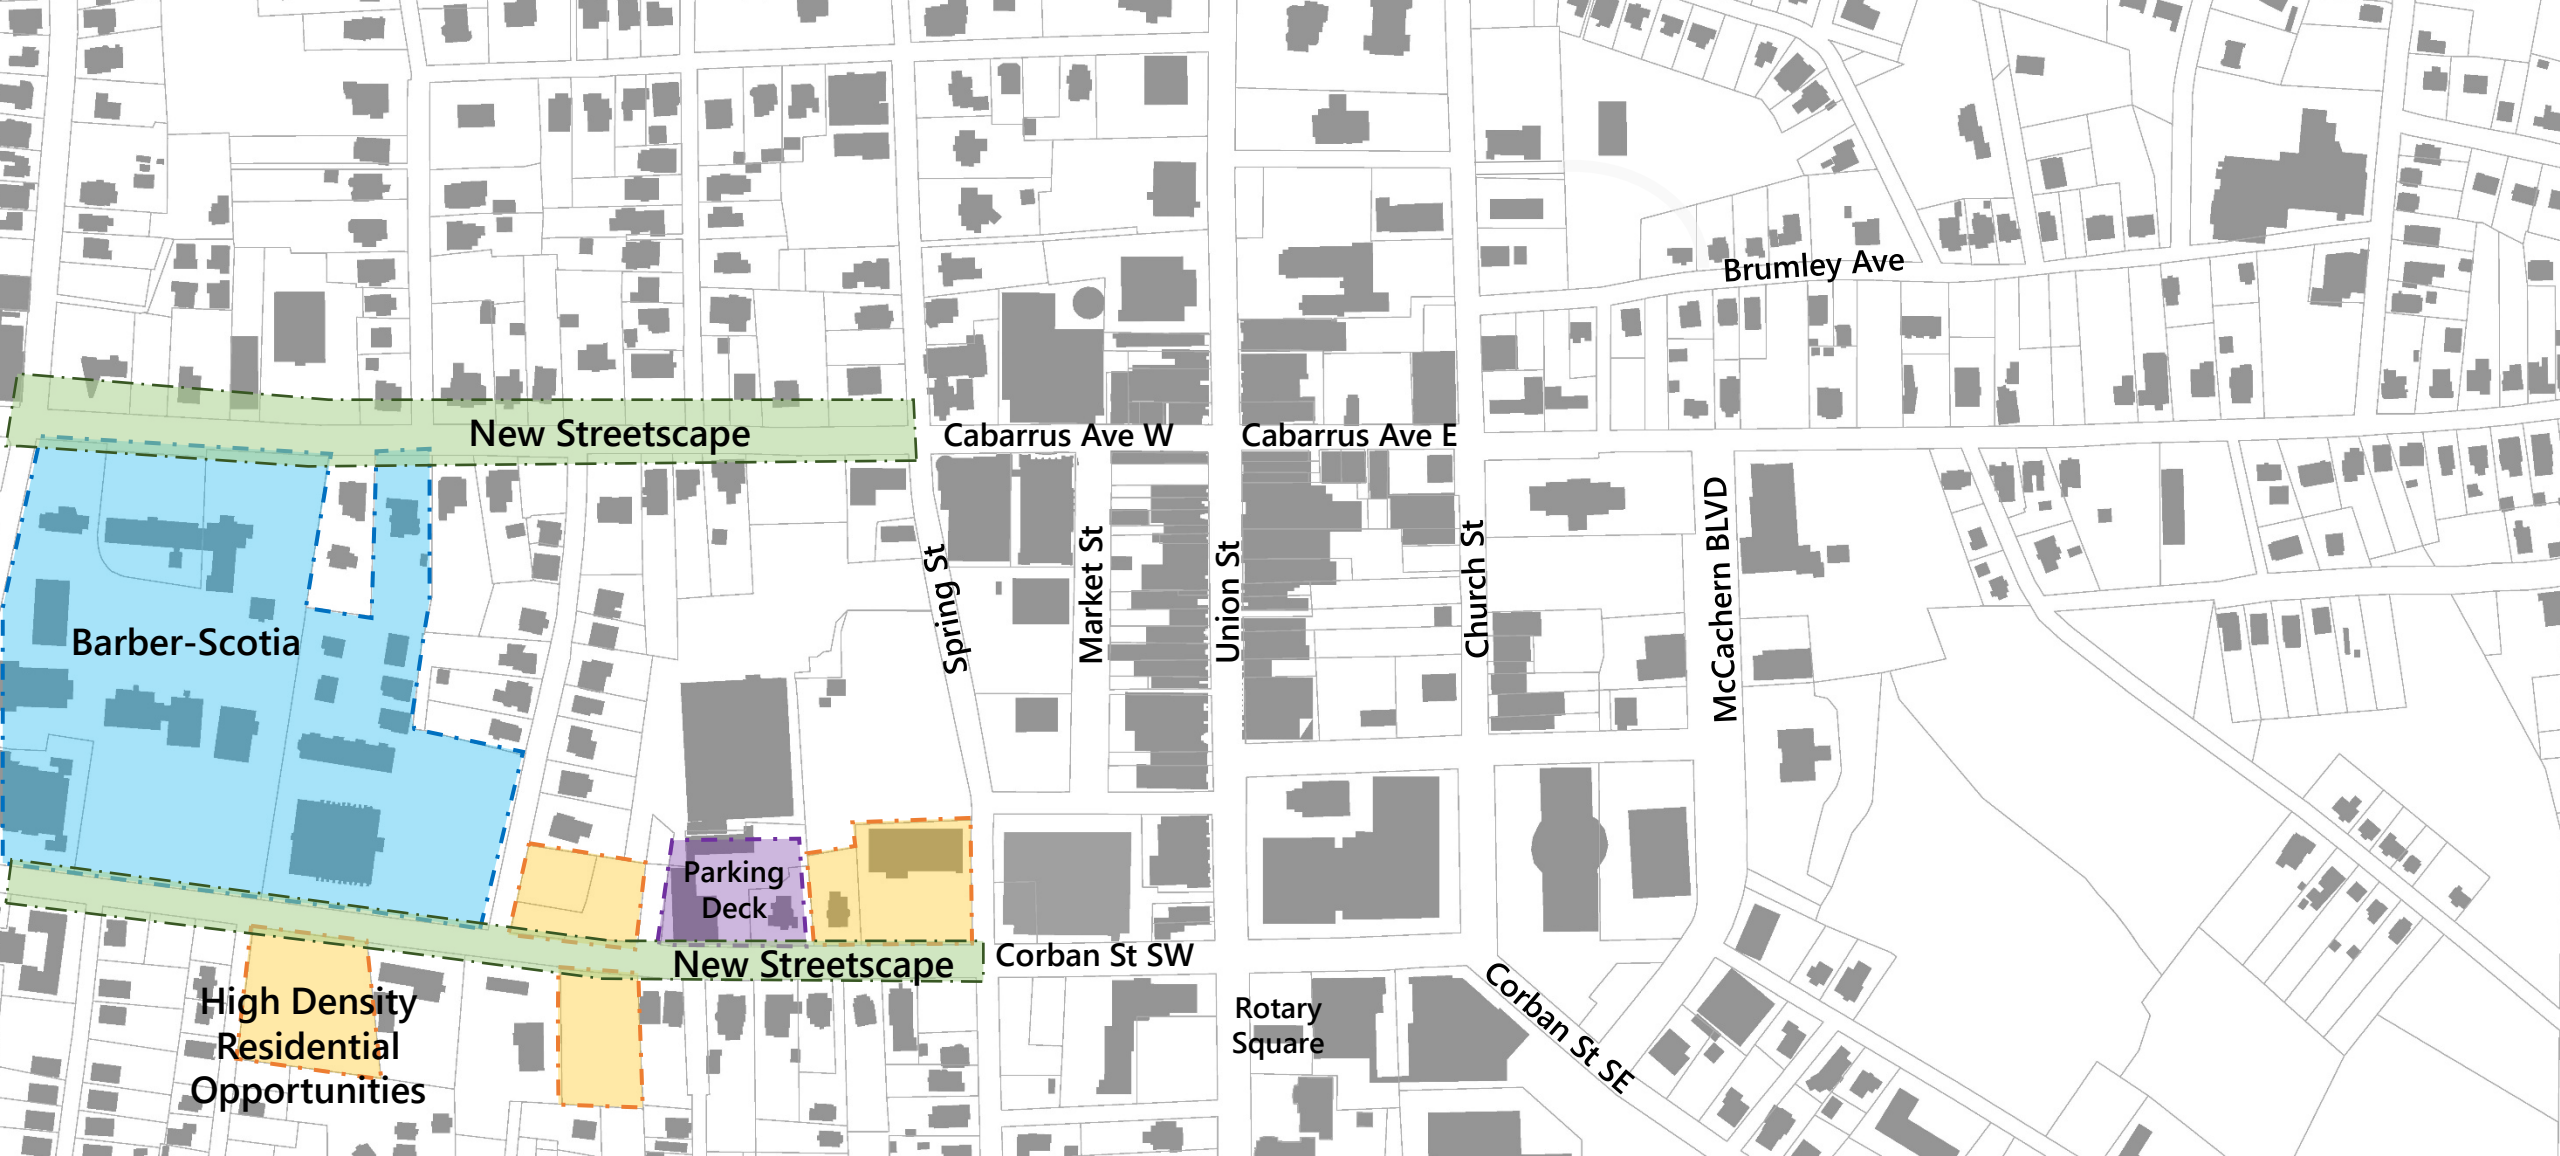 Brumley Ave
New Streetscape
Cabarrus Ave W
Cabarrus Ave E
Spring St
Market St
Union St
Church St
McCachern BLVD
Barber-Scotia
Parking
Deck
New Streetscape
Corban St SW
High Density
Residential
Opportunities
Rotary
Square
Corban St SE